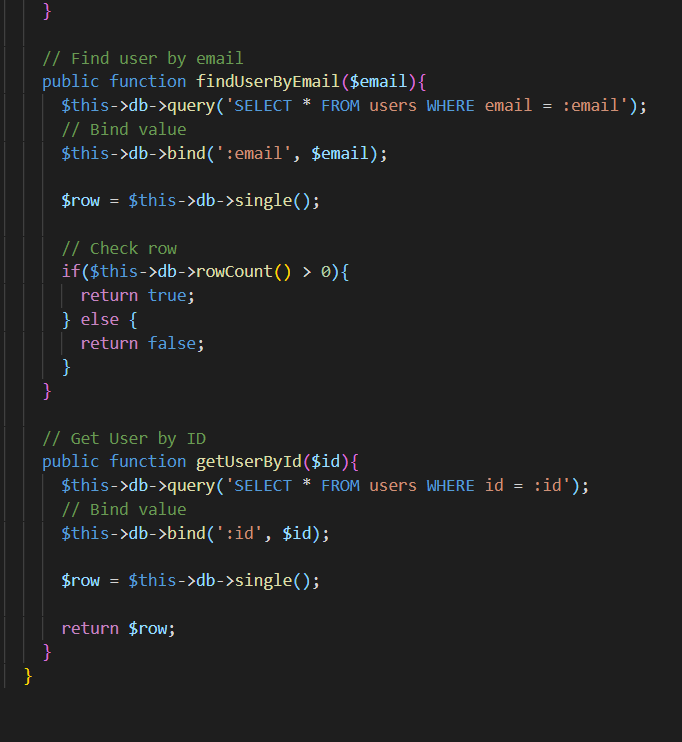 }
// Find user by email
public function findUserByEmail($email){
$this->db->query('SELECT * FROM users WHERE email = :email');
// Bind value
$this->db->bind(':email', $email);
$row = $this->db->single();
// Check row
if($this->db->rowCount() > 0){
return true;
} else {
return false;
}
}
// Get User by ID
public function getUserById($id){
$this->db->query('SELECT * FROM users WHERE id = :id');
// Bind value
$this->db->bind(':id', $id);
$row = $this->db->single();
return $row;
}
}